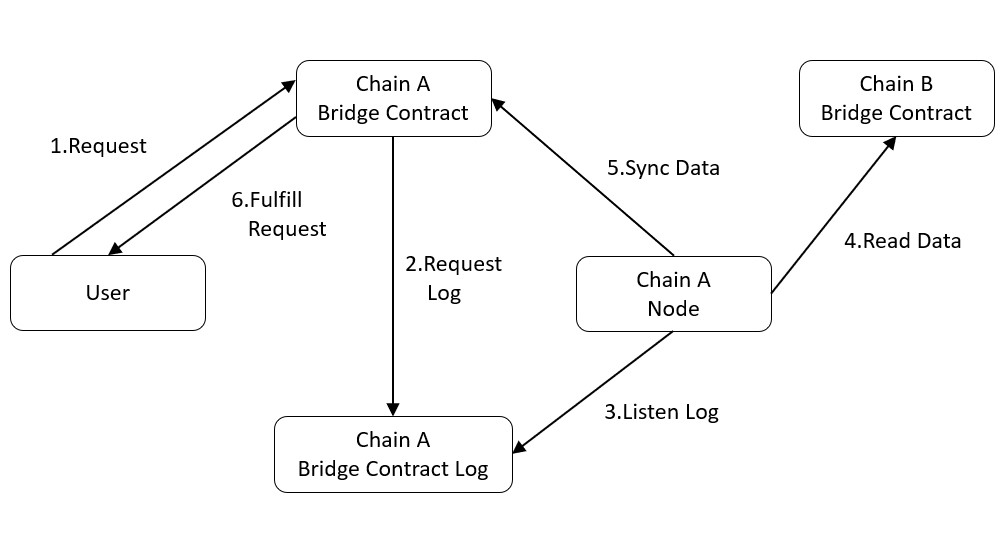 Chain A
Bridge Contract
Chain B
Bridge Contract
1.Request
5.Sync Data
6.Fulfill
Request
4.Read Data
2.Request
Log
User
Chain A
Node
3.Listen Log
Chain A
Bridge Contract Log